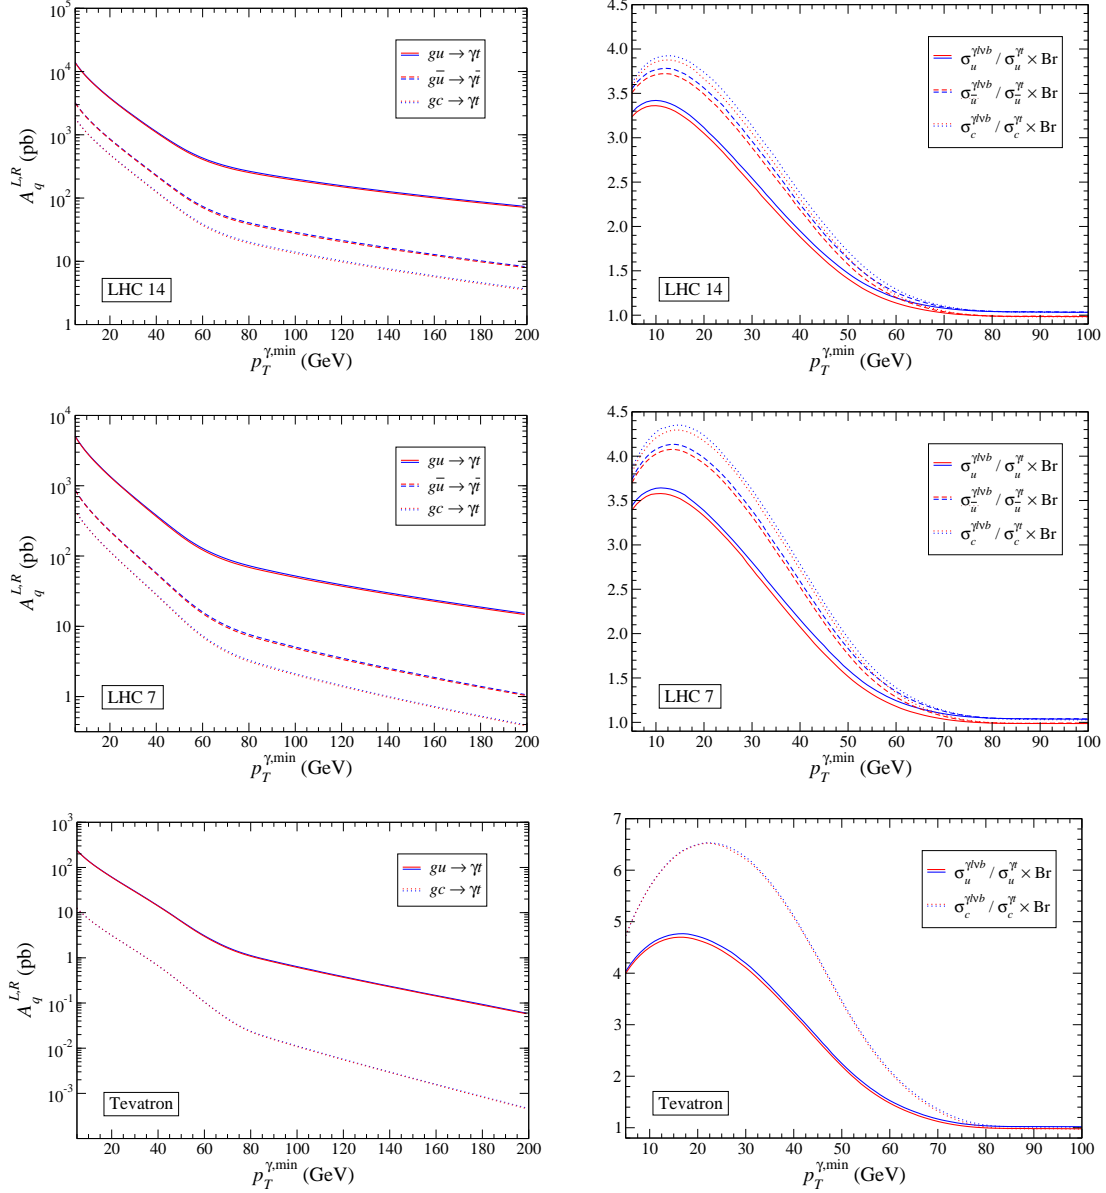 10^5
10^4
10^3
10^2
10
1
A_q^{L,R} (pb)
gu → γt
gū → γt̄
gc → γt
LHC 14
20 40 60 80 100 120 140 160 180 200
p_T^{γ,min} (GeV)
4.5
4.0
3.5
3.0
2.5
2.0
1.5
1.0
σ_u^{γlνb} / σ_u^{γt} × Br
σ_ū^{γlνb} / σ_ū^{γt} × Br
σ_c^{γlνb} / σ_c^{γt} × Br
LHC 14
10 20 30 40 50 60 70 80 90 100
p_T^{γ,min} (GeV)
10^4
10^3
10^2
10
1
A_q^{L,R} (pb)
gu → γt
gū → γt̄
gc → γt
LHC 7
20 40 60 80 100 120 140 160 180 200
p_T^{γ,min} (GeV)
4.5
4.0
3.5
3.0
2.5
2.0
1.5
1.0
σ_u^{γlνb} / σ_u^{γt} × Br
σ_ū^{γlνb} / σ_ū^{γt} × Br
σ_c^{γlνb} / σ_c^{γt} × Br
LHC 7
10 20 30 40 50 60 70 80 90 100
p_T^{γ,min} (GeV)
10^3
10^2
10
1
10^{-1}
10^{-2}
10^{-3}
A_q^{L,R} (pb)
gu → γt
gc → γt
Tevatron
20 40 60 80 100 120 140 160 180 200
p_T^{γ,min} (GeV)
7
6
5
4
3
2
1
σ_u^{γlνb} / σ_u^{γt} × Br
σ_c^{γlνb} / σ_c^{γt} × Br
Tevatron
10 20 30 40 50 60 70 80 90 100
p_T^{γ,min} (GeV)